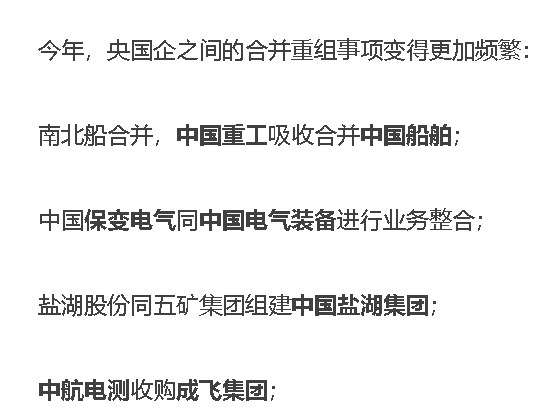 今年，央国企之间的合并重组事项变得更加频繁：
南北船合并，中国重工吸收合并中国船舶；
中国保变电气同中国电气装备进行业务整合；
盐湖股份同五矿集团组建中国盐湖集团；
中航电测收购成飞集团；